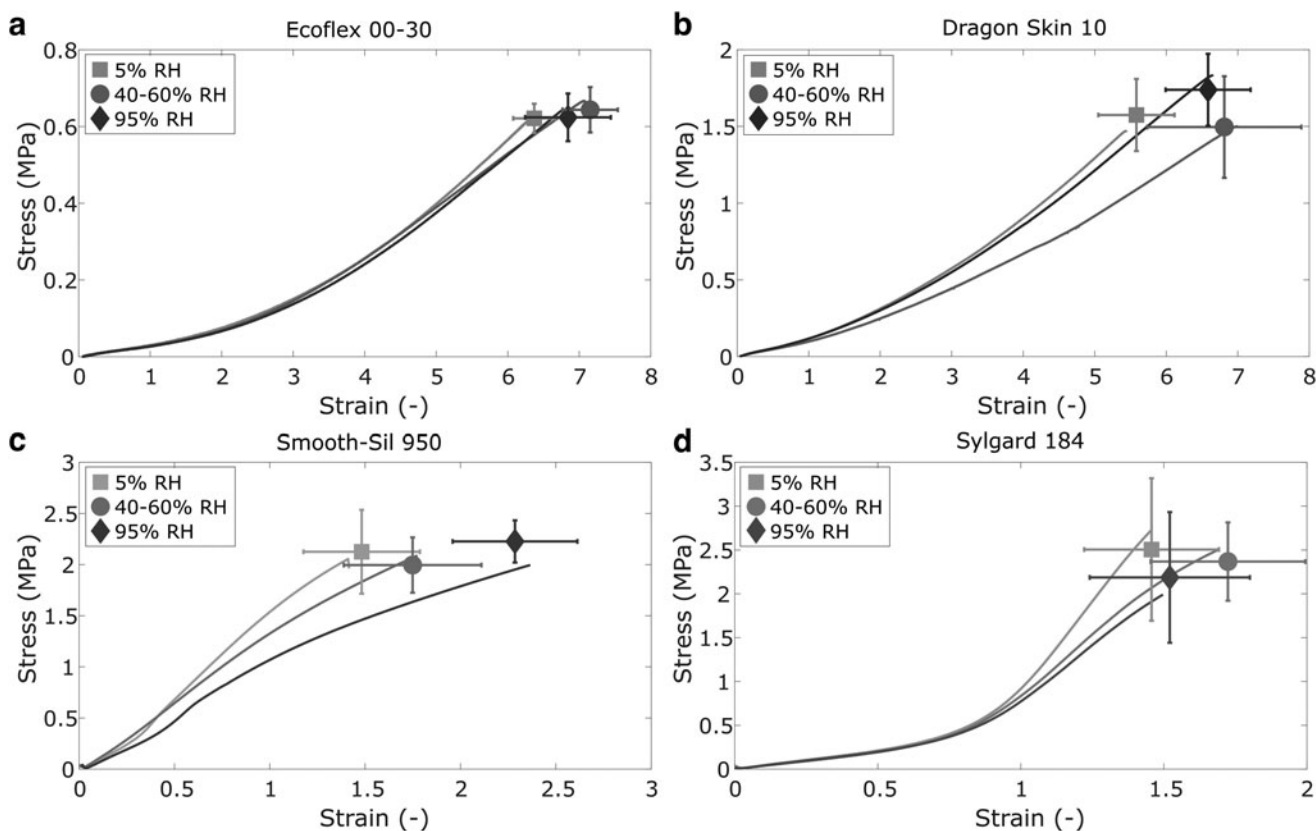 a
Ecoflex 00-30
0.8
0.6
0.4
0.2
0
Stress (MPa)
5% RH
40-60% RH
95% RH
0 1 2 3 4 5 6 7 8
Strain (-)
b
Dragon Skin 10
2
1.5
1
0.5
0
Stress (MPa)
5% RH
40-60% RH
95% RH
0 1 2 3 4 5 6 7 8
Strain (-)
c
Smooth-Sil 950
3
2.5
2
1.5
1
0.5
0
Stress (MPa)
5% RH
40-60% RH
95% RH
0 0.5 1 1.5 2 2.5 3
Strain (-)
d
Sylgard 184
3.5
3
2.5
2
1.5
1
0.5
0
Stress (MPa)
5% RH
40-60% RH
95% RH
0 0.5 1 1.5 2
Strain (-)